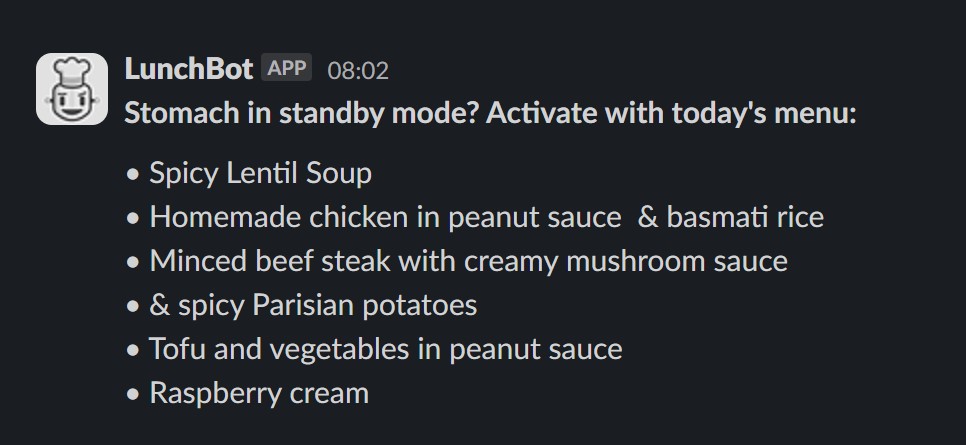 LunchBot APP 08:02
Stomach in standby mode? Activate with today's menu:
• Spicy Lentil Soup
• Homemade chicken in peanut sauce  & basmati rice
• Minced beef steak with creamy mushroom sauce
• & spicy Parisian potatoes
• Tofu and vegetables in peanut sauce
• Raspberry cream